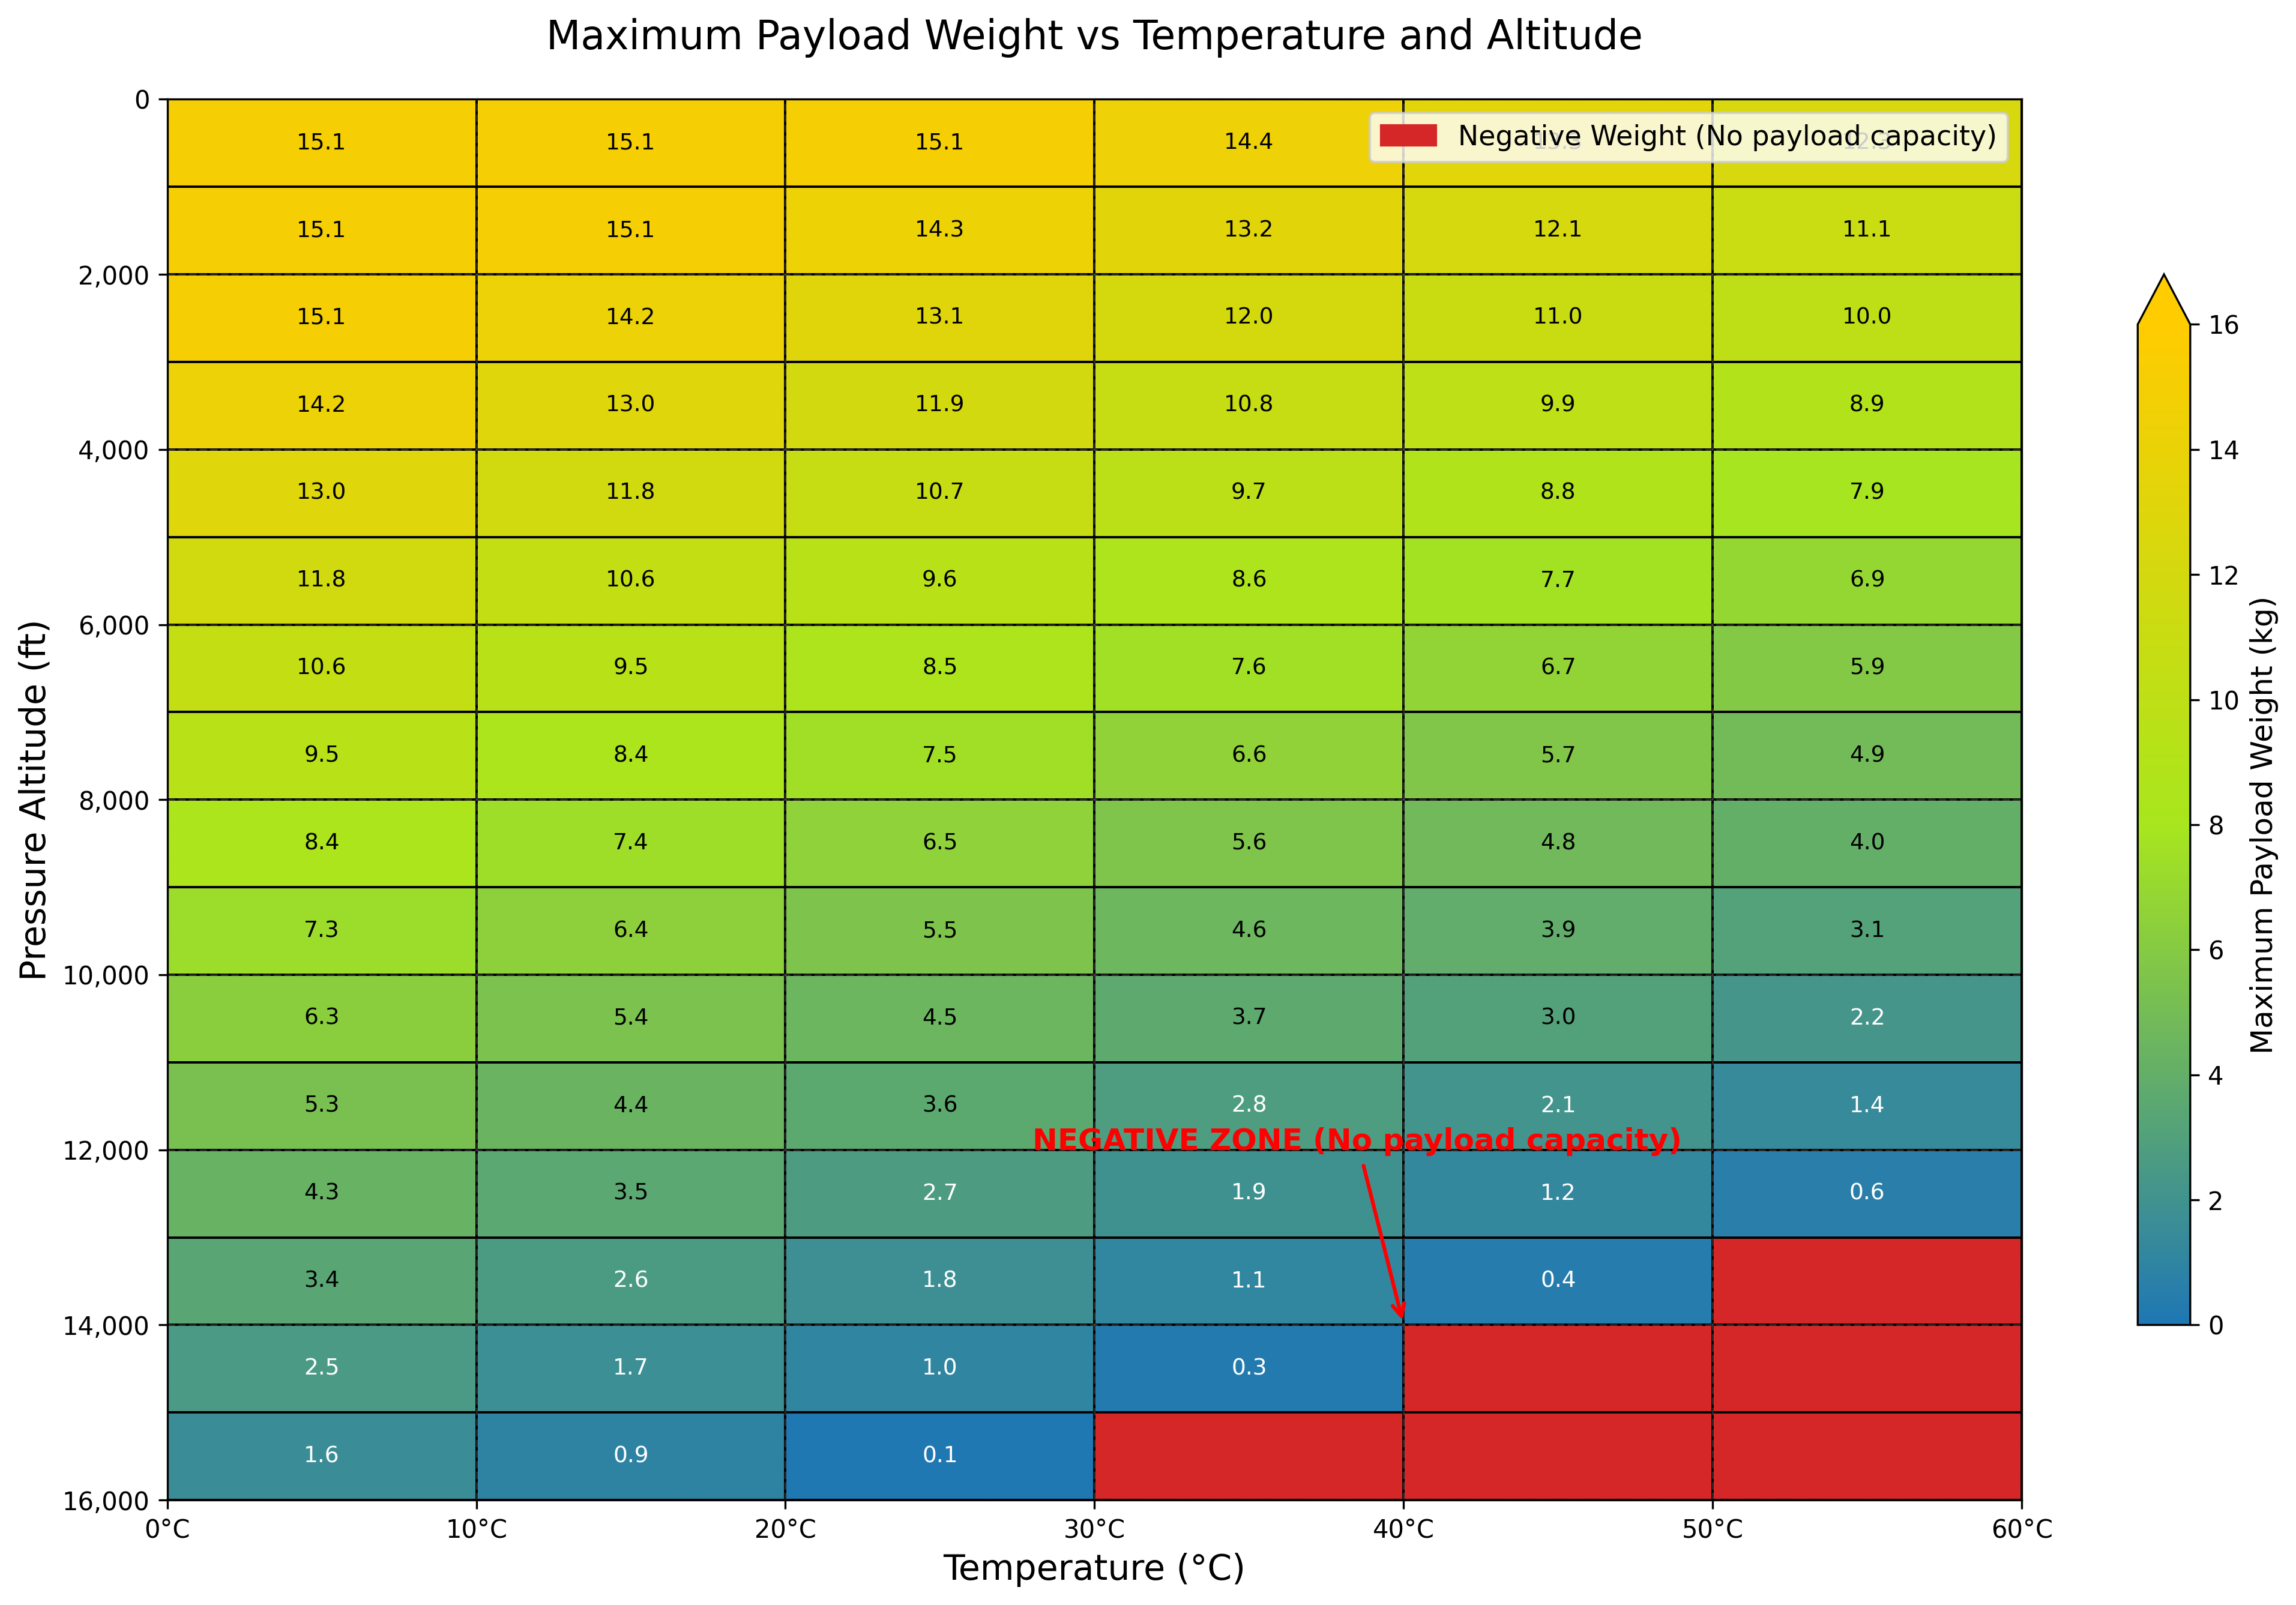 Maximum Payload Weight vs Temperature and Altitude
Negative Weight (No payload capacity)
0
15.1 15.1 15.1 14.4
15.1 15.1 14.3 13.2 12.1 11.1
2,000
15.1 14.2 13.1 12.0 11.0 10.0
14.2 13.0 11.9 10.8 9.9 8.9
4,000
13.0 11.8 10.7 9.7 8.8 7.9
11.8 10.6 9.6 8.6 7.7 6.9
6,000
10.6 9.5 8.5 7.6 6.7 5.9
9.5 8.4 7.5 6.6 5.7 4.9
8,000
8.4 7.4 6.5 5.6 4.8 4.0
7.3 6.4 5.5 4.6 3.9 3.1
10,000
6.3 5.4 4.5 3.7 3.0 2.2
5.3 4.4 3.6 2.8 2.1 1.4
NEGATIVE ZONE (No payload capacity)
12,000
4.3 3.5 2.7 1.9 1.2 0.6
3.4 2.6 1.8 1.1 0.4
14,000
2.5 1.7 1.0 0.3
1.6 0.9 0.1
16,000
0°C 10°C 20°C 30°C 40°C 50°C 60°C
Temperature (°C)
Pressure Altitude (ft)
16
14
12
10
8
6
4
2
0
Maximum Payload Weight (kg)